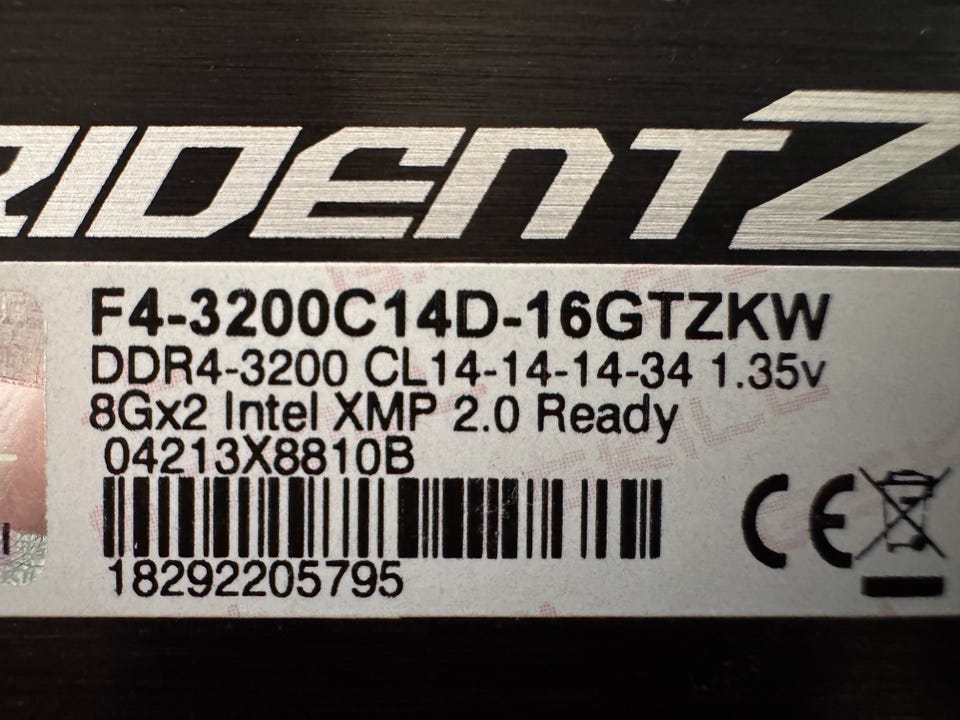 RIDENTZ
F4-3200C14D-16GTZKW
DDR4-3200 CL14-14-14-34 1.35v
8Gx2 Intel XMP 2.0 Ready
04213X8810B
18292205795
CE